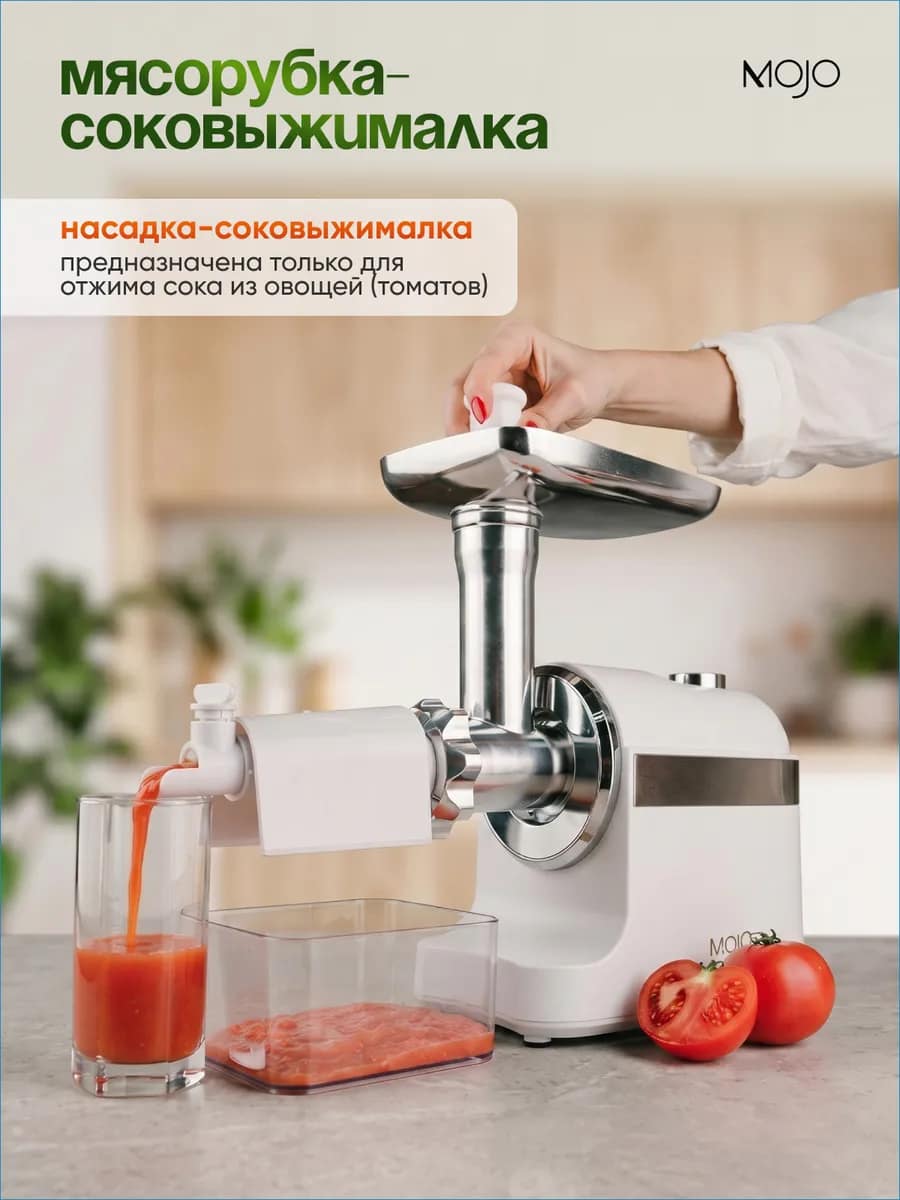 мясорубка-
соковыжималка
MOJO
насадка-соковыжималка
предназначена только для
отжима сока из овощей (томатов)
MOJO